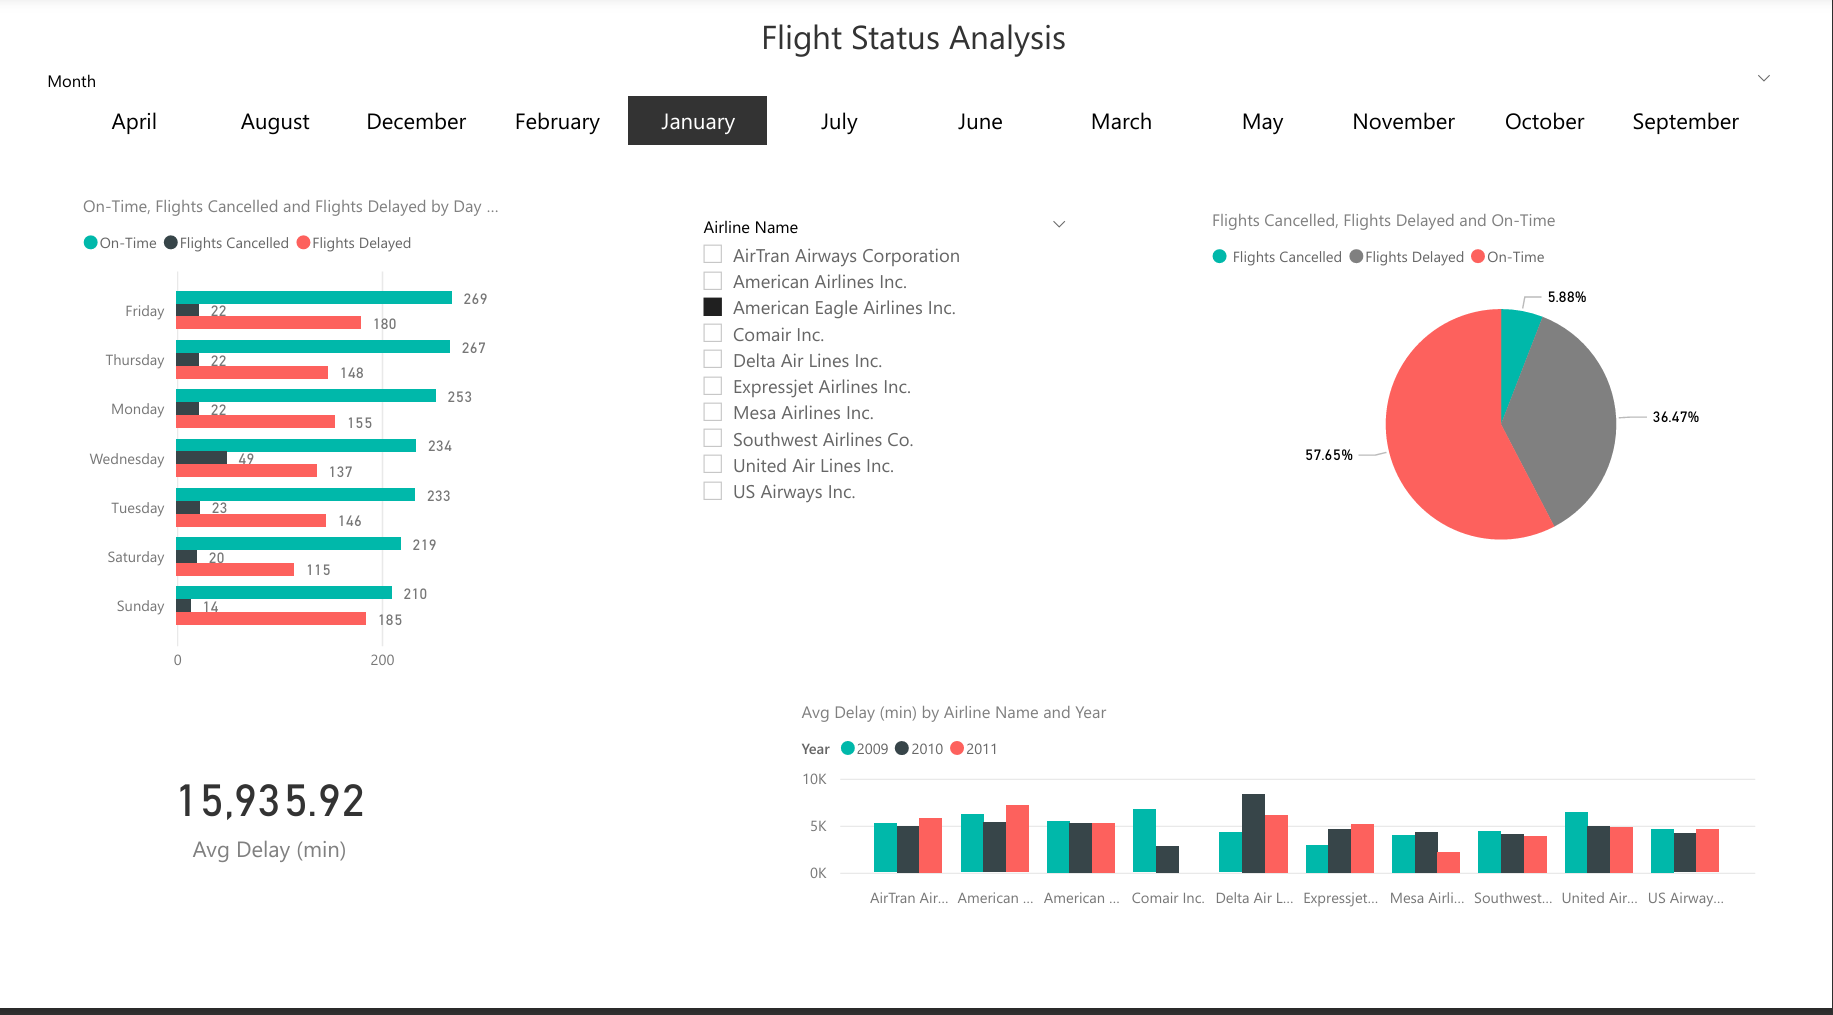 Flight Status Analysis
Month
April August December February January July June March May November October September
On-Time, Flights Cancelled and Flights Delayed by Day ...
On-Time Flights Cancelled Flights Delayed
Friday 269 22 180
Thursday 267 22 148
Monday 253 22 155
Wednesday 234 49 137
Tuesday 233 23 146
Saturday 219 20 115
Sunday 210 14 185
0 200
Airline Name
AirTran Airways Corporation
American Airlines Inc.
American Eagle Airlines Inc.
Comair Inc.
Delta Air Lines Inc.
Expressjet Airlines Inc.
Mesa Airlines Inc.
Southwest Airlines Co.
United Air Lines Inc.
US Airways Inc.
Flights Cancelled, Flights Delayed and On-Time
Flights Cancelled Flights Delayed On-Time
5.88%
36.47%
57.65%
15,935.92
Avg Delay (min)
Avg Delay (min) by Airline Name and Year
Year 2009 2010 2011
10K
5K
0K
AirTran Air... American ... American ... Comair Inc. Delta Air L... Expressjet... Mesa Airli... Southwest... United Air... US Airway...